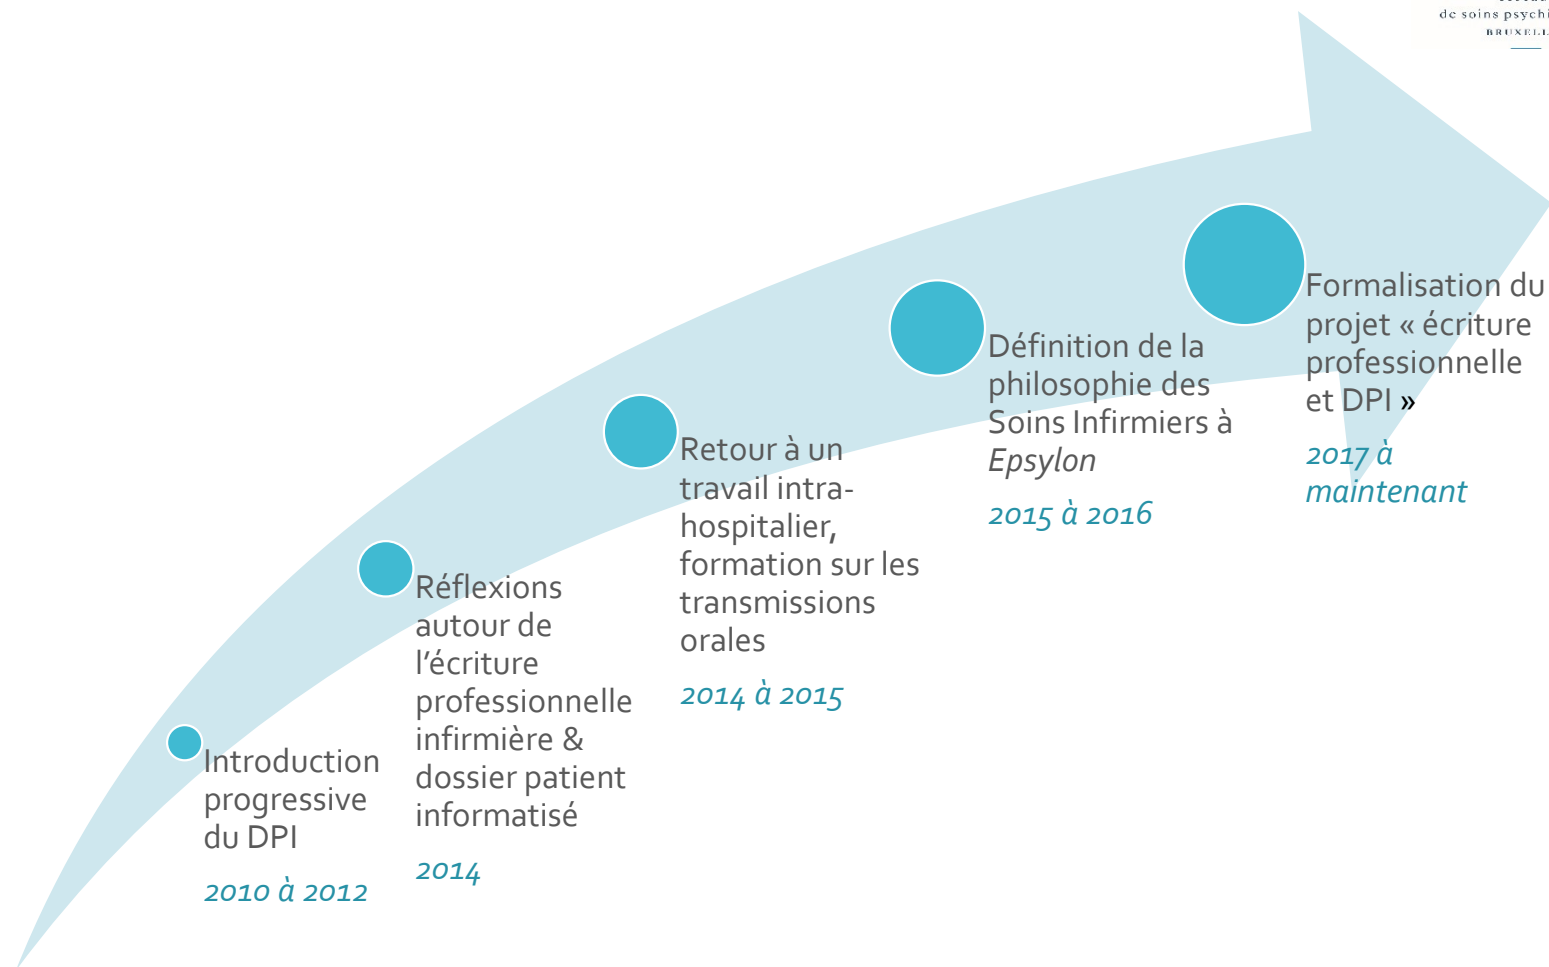 de soins psychi
BRUXELL
Introduction
progressive
du DPI
2010 à 2012
Réflexions
autour de
l’écriture
professionnelle
infirmière &
dossier patient
informatisé
2014
Retour à un
travail intra-
hospitalier,
formation sur les
transmissions
orales
2014 à 2015
Définition de la
philosophie des
Soins Infirmiers à
Epsylon
2015 à 2016
Formalisation du
projet « écriture
professionnelle
et DPI »
2017 à
maintenant